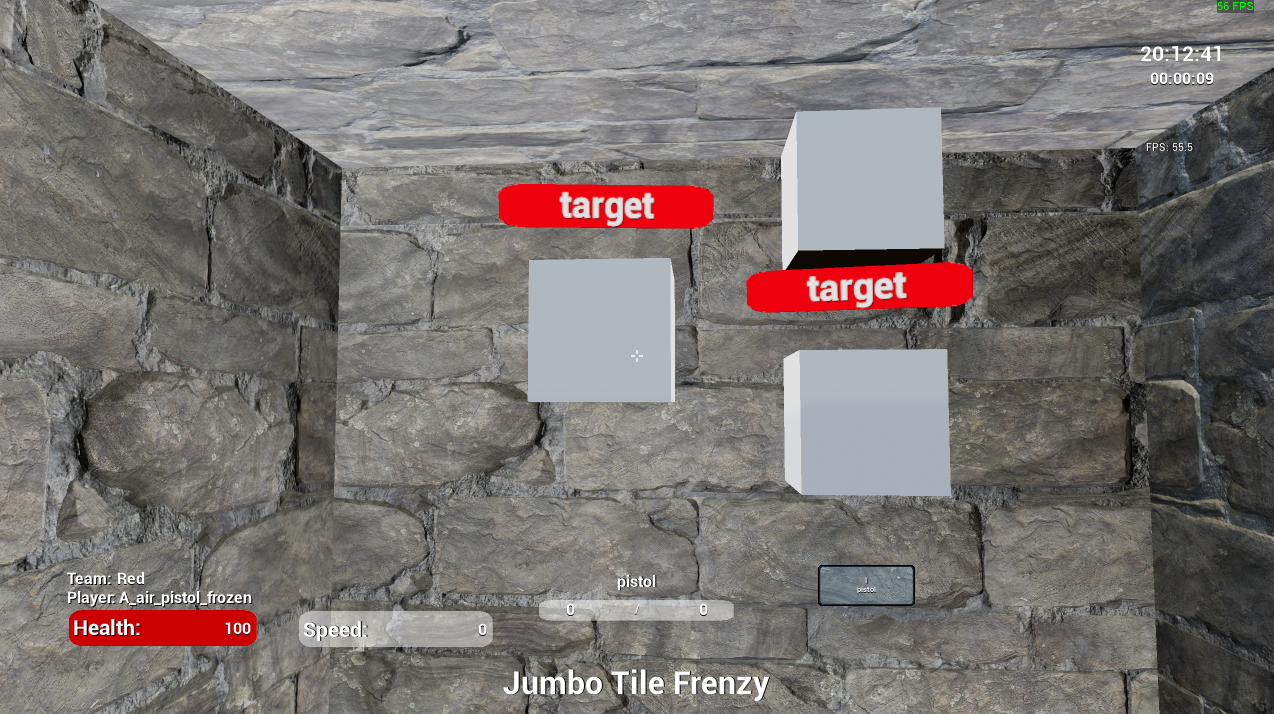 56 FPS
20:12:41
00:00:09
FPS: 55.5
target
target
Team: Red
Player: A_air_pistol_frozen
Health: 100
Speed: 0
pistol
0 / 0
1
pistol
Jumbo Tile Frenzy